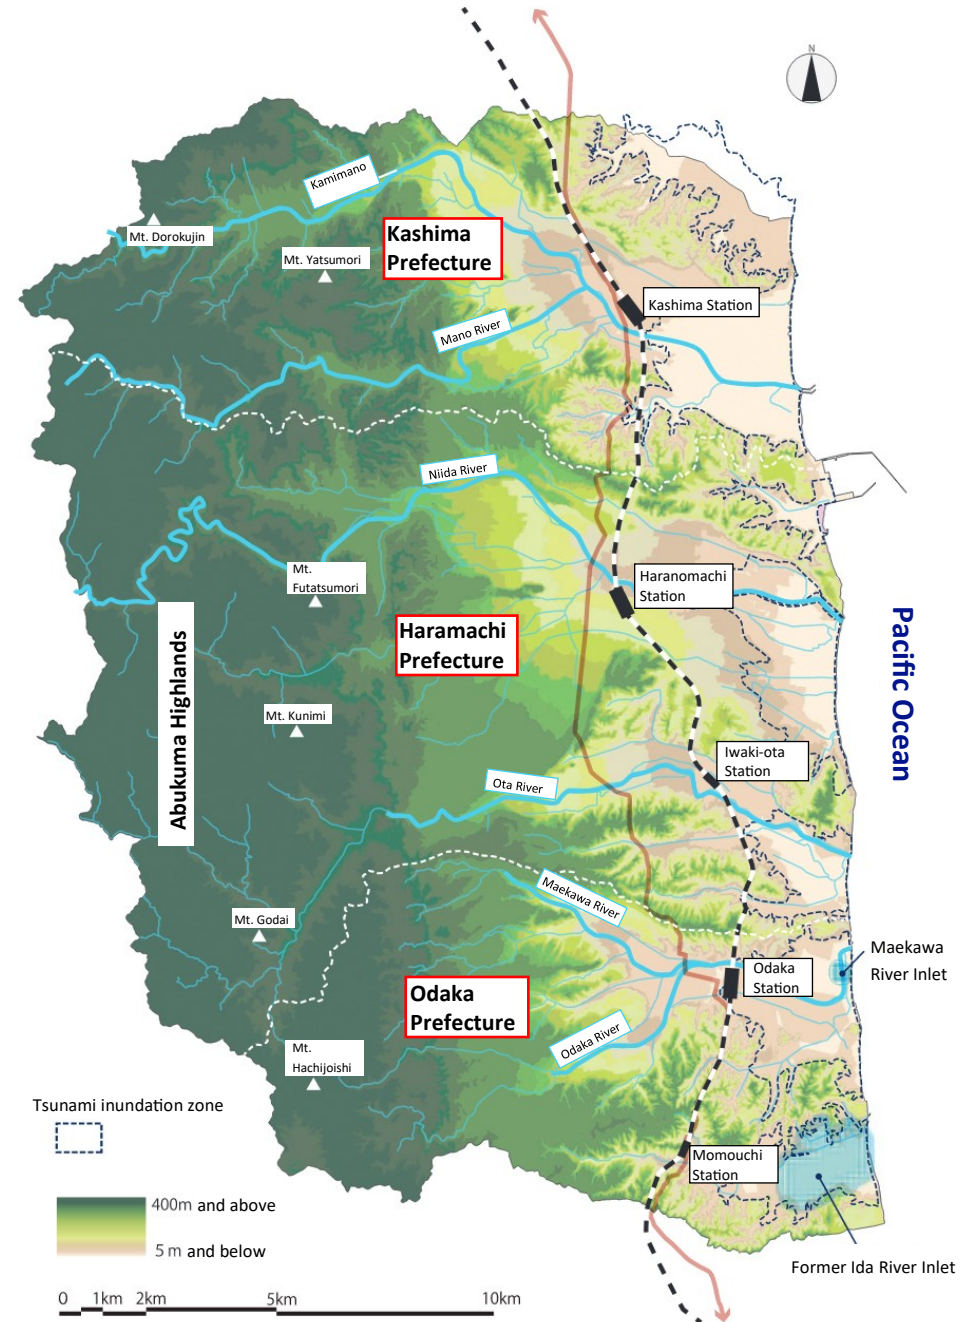 N
Kamimano
Kashima
Prefecture
Mt. Dorokujin
Mt. Yatsumori
Kashima Station
Mano River
Niida River
Mt.
Futatsumori
Haranomachi
Station
Haramachi
Prefecture
Abukuma Highlands
Pacific Ocean
Mt. Kunimi
Iwaki-ota
Station
Ota River
Maekawa River
Mt. Godai
Maekawa
River Inlet
Odaka
Station
Odaka
Prefecture
Odaka River
Mt.
Hachijoishi
Tsunami inundation zone
Momouchi
Station
400m and above
5 m and below
Former Ida River Inlet
0 1km 2km 5km 10km